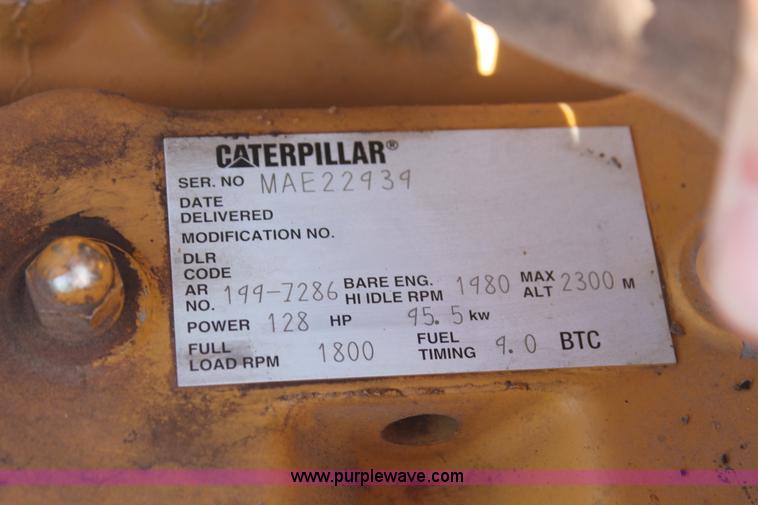 CATERPILLAR®
SER. NO MAE22939
DATE
DELIVERED
MODIFICATION NO.
DLR
CODE
AR
NO. 199-7286 BARE ENG.
HI IDLE RPM 1980 MAX
ALT 2300 M
POWER 128 HP 95.5 kw
FULL
LOAD RPM 1800 FUEL
TIMING 9.0 BTC
www.purplewave.com